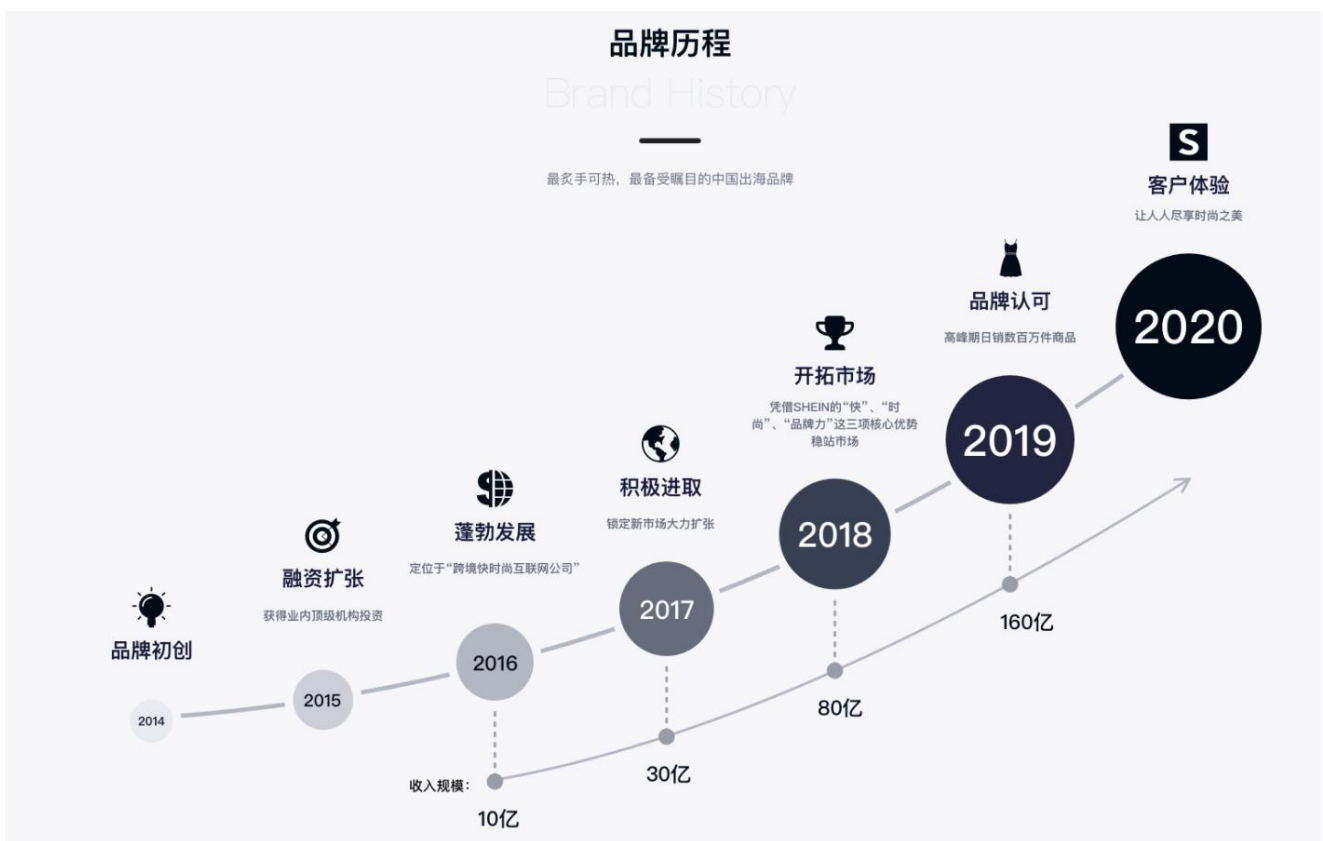 品牌历程
Brand History
最炙手可热，最备受瞩目的中国出海品牌
品牌初创
2014
融资扩张
获得业内顶级机构投资
2015
蓬勃发展
定位于“跨境快时尚互联网公司”
2016
积极进取
锁定新市场大力扩张
2017
开拓市场
凭借SHEIN的“快”、“时
尚”、“品牌力”这三项核心优势
稳站市场
2018
品牌认可
高峰期日销数百万件商品
2019
S
客户体验
让人人尽享时尚之美
2020
收入规模：
10亿
30亿
80亿
160亿